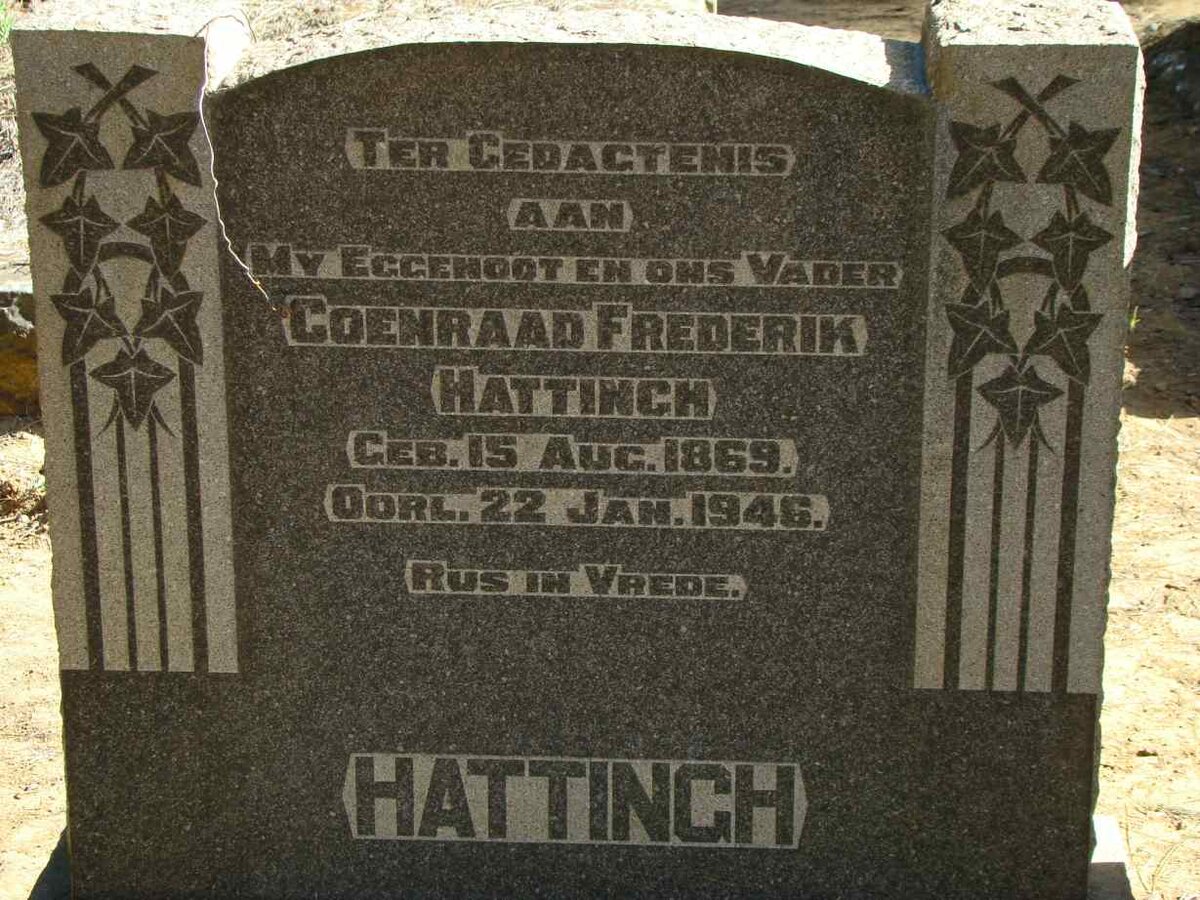 TER GEDAGTENIS
AAN
MY EGGENOOT EN ONS VADER
COENRAAD FREDERIK
HATTINGH
GEB. 15 AUG. 1869.
OORL. 22 JAN. 1946.
RUS IN VREDE.
HATTINGH